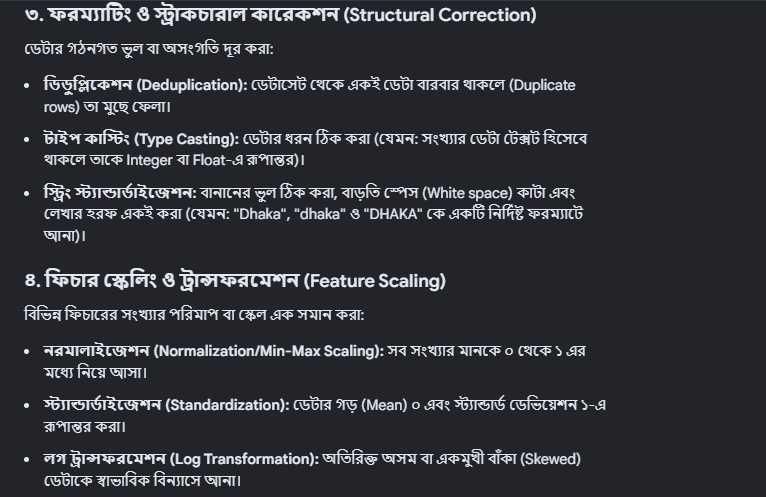 ৩. ফরম্যাটিং ও স্ট্রাকচারাল কারেকশন (Structural Correction)
ডেটার গঠনগত ভুল বা অসংগতি দূর করা:
• ডিডুপ্লিকেশন (Deduplication): ডেটাসেট থেকে একই ডেটা বারবার থাকলে (Duplicate
rows) তা মুছে ফেলা।
• টাইপ কাস্টিং (Type Casting): ডেটার ধরন ঠিক করা (যেমন: সংখ্যার ডেটা টেক্সট হিসেবে
থাকলে তাকে Integer বা Float-এ রূপান্তর)।
• স্ট্রিং স্ট্যান্ডার্ডাইজেশন: বানানের ভুল ঠিক করা, বাড়তি স্পেস (White space) কাটা এবং
লেখার হরফ একই করা (যেমন: "Dhaka", "dhaka" ও "DHAKA" কে একটি নির্দিষ্ট ফরম্যাটে
আনা)।
৪. ফিচার স্কেলিং ও ট্রান্সফরমেশন (Feature Scaling)
বিভিন্ন ফিচারের সংখ্যার পরিমাপ বা স্কেল এক সমান করা:
• নরমালাইজেশন (Normalization/Min-Max Scaling): সব সংখ্যার মানকে ০ থেকে ১ এর
মধ্যে নিয়ে আসা।
• স্ট্যান্ডার্ডাইজেশন (Standardization): ডেটার গড় (Mean) ০ এবং স্ট্যান্ডার্ড ডেভিয়েশন ১-এ
রূপান্তর করা।
• লগ ট্রান্সফরমেশন (Log Transformation): অতিরিক্ত অসম বা একমুখী বাঁকা (Skewed)
ডেটাকে স্বাভাবিক বিন্যাসে আনা।